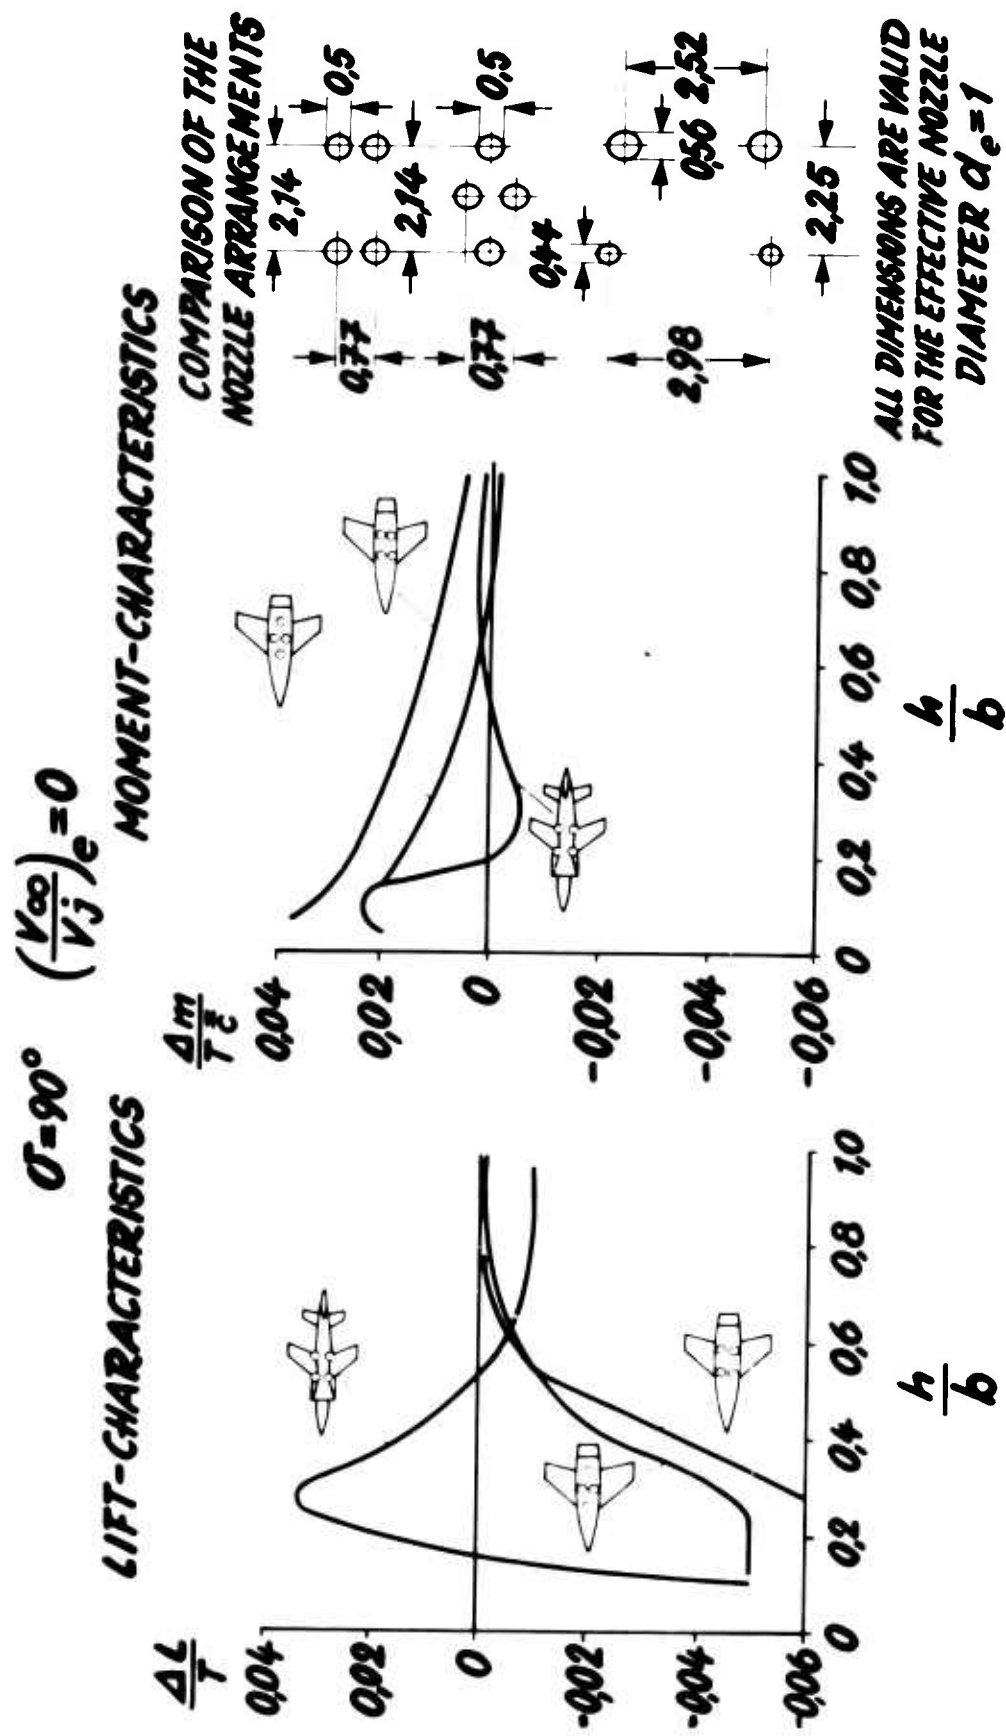 σ=90° (V∞/Vj)e=0
LIFT-CHARACTERISTICS
ΔL/T
0,04
0,02
0
-0,02
-0,04
-0,06
0 0,2 0,4 0,6 0,8 1,0
h/b
MOMENT-CHARACTERISTICS
Δm/T c̿
0,04
0,02
0
-0,02
-0,04
-0,06
0 0,2 0,4 0,6 0,8 1,0
h/b
COMPARISON OF THE
NOZZLE ARRANGEMENTS
2,14
0,77 0,5
2,14
0,77 0,5
0,44
0,56 2,52
2,98
2,25
ALL DIMENSIONS ARE VALID
FOR THE EFFECTIVE NOZZLE
DIAMETER de=1